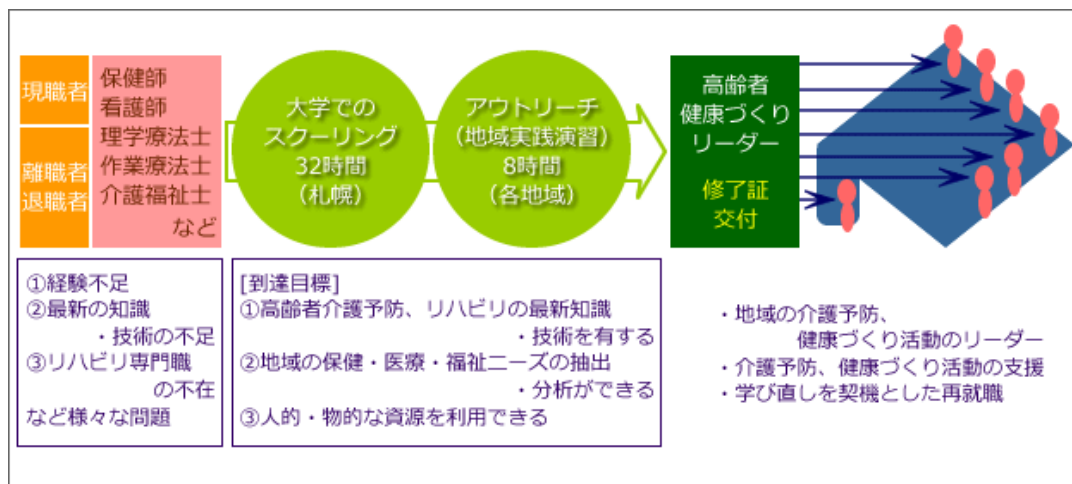 現職者
離職者
退職者
保健師
看護師
理学療法士
作業療法士
介護福祉士
など
大学での
スクーリング
32時間
（札幌）
アウトリーチ
（地域実践演習）
8時間
（各地域）
高齢者
健康づくり
リーダー
修了証
交付
①経験不足
②最新の知識
・技術の不足
③リハビリ専門職
の不在
など様々な問題
[到達目標]
①高齢者介護予防、リハビリの最新知識
・技術を有する
②地域の保健・医療・福祉ニーズの抽出
・分析ができる
③人的・物的な資源を利用できる
・地域の介護予防、
健康づくり活動のリーダー
・介護予防、健康づくり活動の支援
・学び直しを契機とした再就職